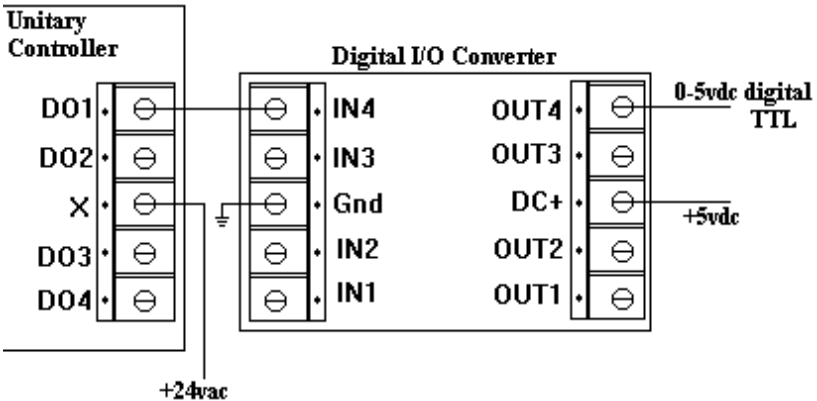 Unitary
Controller
Digital I/O Converter
DO1
DO2
X
DO3
DO4
IN4
IN3
Gnd
IN2
IN1
OUT4
OUT3
DC+
OUT2
OUT1
0-5vdc digital
TTL
+5vdc
+24vac